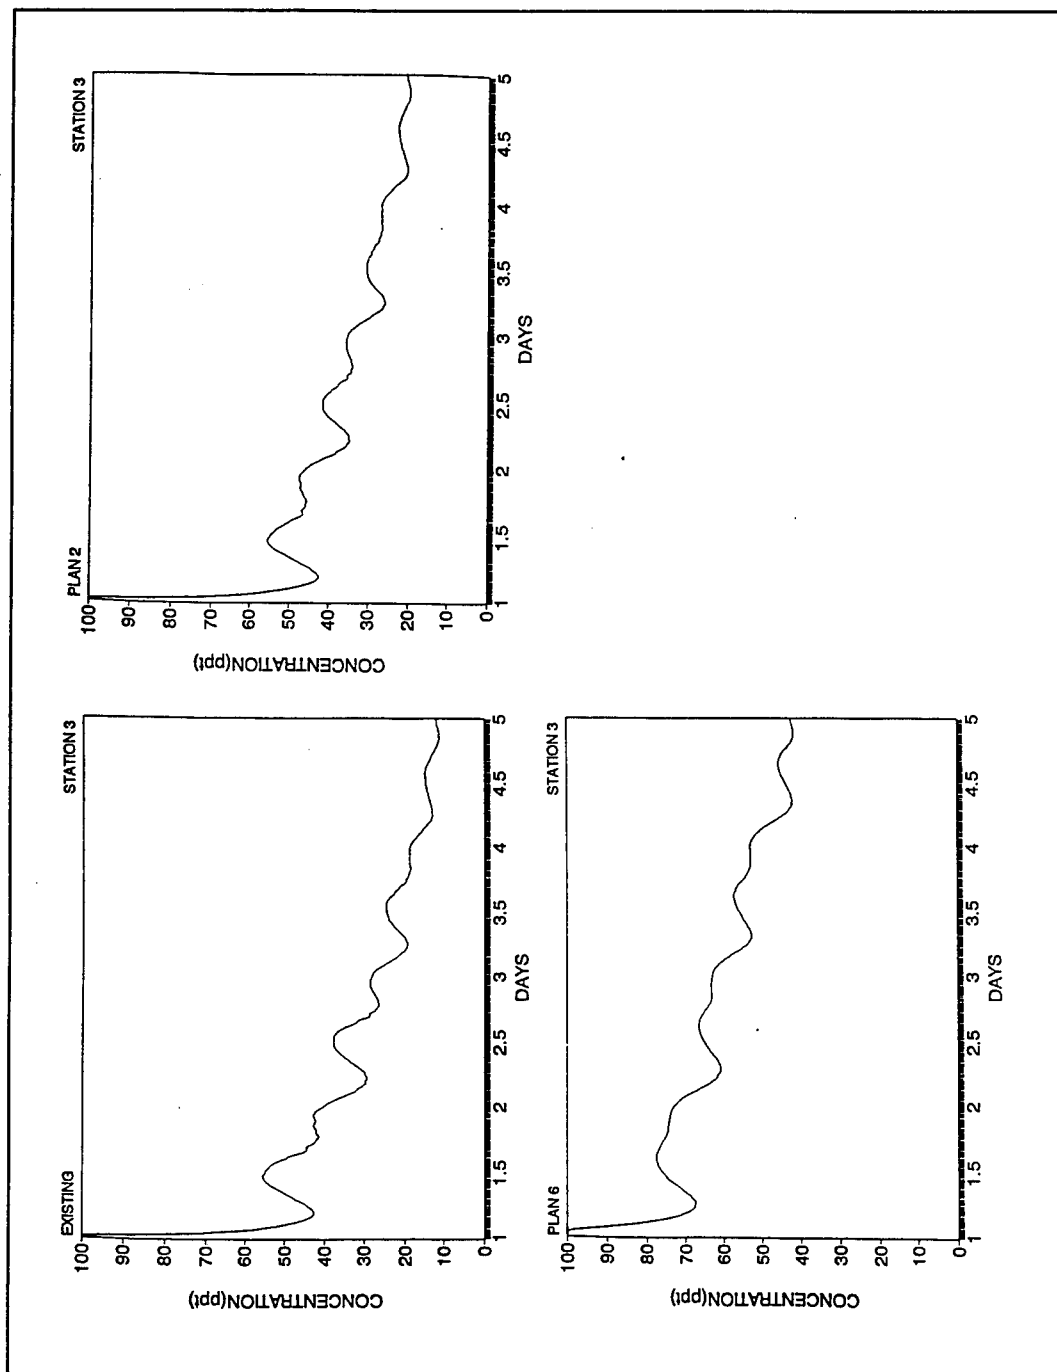 EXISTING STATION 3
100
90
80
70
60
50
40
30
20
10
0
CONCENTRATION(ppt)
1 1.5 2 2.5 3 3.5 4 4.5 5
DAYS
PLAN 2 STATION 3
100
90
80
70
60
50
40
30
20
10
0
CONCENTRATION(ppt)
1 1.5 2 2.5 3 3.5 4 4.5 5
DAYS
PLAN 6 STATION 3
100
90
80
70
60
50
40
30
20
10
0
CONCENTRATION(ppt)
1 1.5 2 2.5 3 3.5 4 4.5 5
DAYS